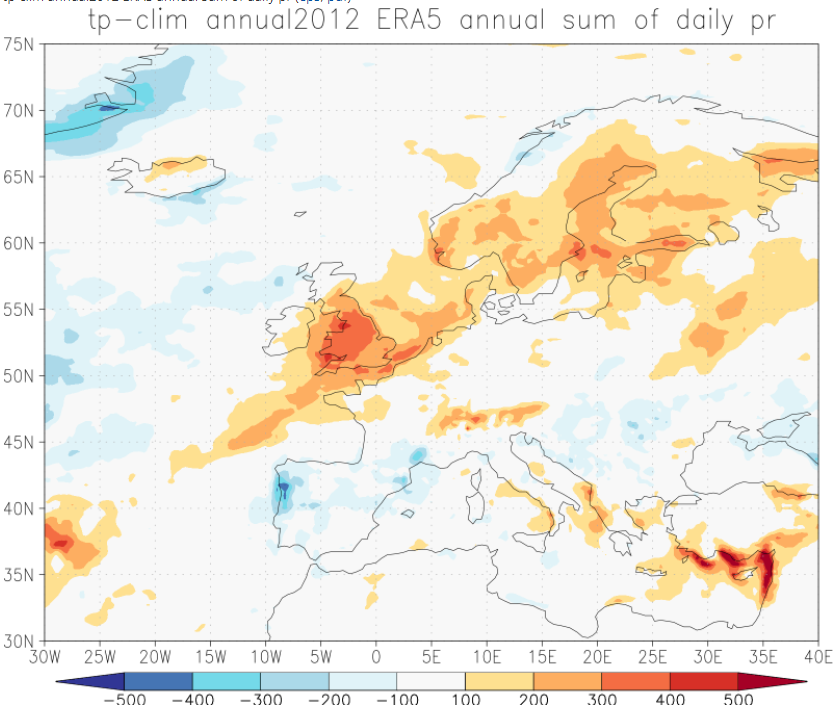 tp-clim annual2012 ERA5 annual sum of daily pr
75N
70N
65N
60N
55N
50N
45N
40N
35N
30N
30W 25W 20W 15W 10W 5W 0 5E 10E 15E 20E 25E 30E 35E 40E
−500 −400 −300 −200 −100 100 200 300 400 500